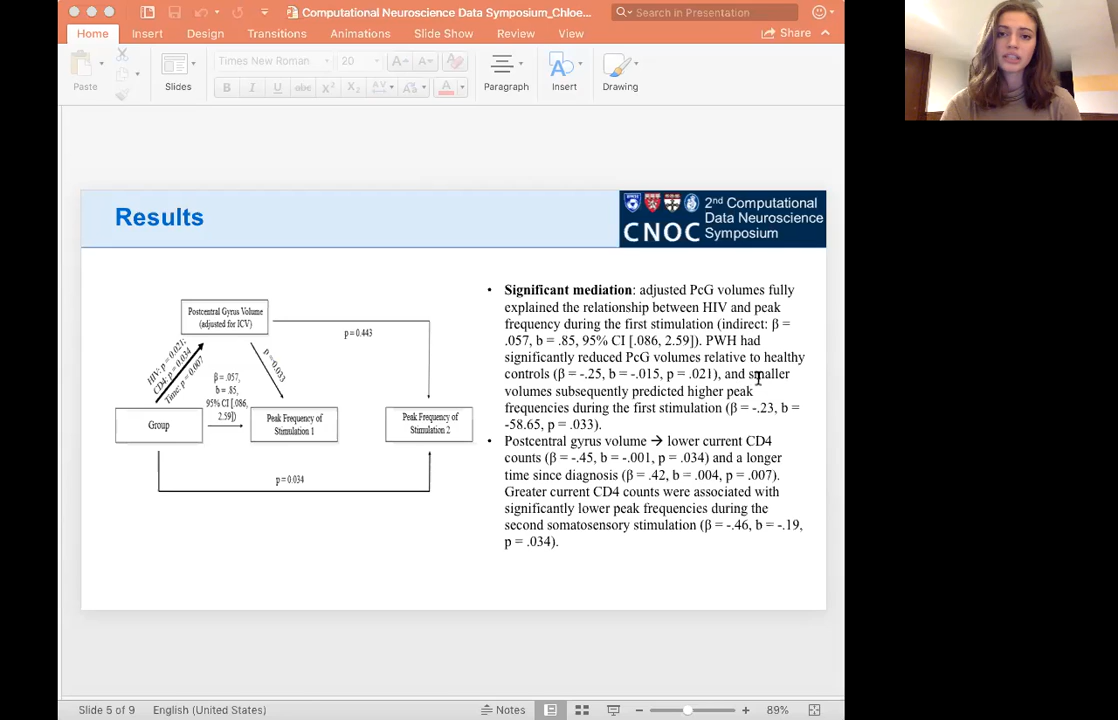 Computational Neuroscience Data Symposium_Chloe...
Search in Presentation
Home Insert Design Transitions Animations Slide Show Review View Share
Times New Roman 20 A A
Paste Slides B I U abc X² X₂ AV A Paragraph Insert Drawing
Results
2nd Computational
Data Neuroscience
Symposium
CNOC
Postcentral Gyrus Volume
(adjusted for ICV)
p = 0.443
HIV: p = 0.021;
CD4: p = 0.034
Time: p = 0.007
p = 0.033
β = .057,
b = .85,
95% CI [.086,
2.59])
Group
Peak Frequency of
Stimulation 1
Peak Frequency of
Stimulation 2
p = 0.034
• Significant mediation: adjusted PcG volumes fully
explained the relationship between HIV and peak
frequency during the first stimulation (indirect: β =
.057, b = .85, 95% CI [.086, 2.59]). PWH had
significantly reduced PcG volumes relative to healthy
controls (β = -.25, b = -.015, p = .021), and smaller
volumes subsequently predicted higher peak
frequencies during the first stimulation (β = -.23, b =
-58.65, p = .033).
• Postcentral gyrus volume → lower current CD4
counts (β = -.45, b = -.001, p = .034) and a longer
time since diagnosis (β = .42, b = .004, p = .007).
Greater current CD4 counts were associated with
significantly lower peak frequencies during the
second somatosensory stimulation (β = -.46, b = -.19,
p = .034).
Slide 5 of 9 English (United States) Notes 89%